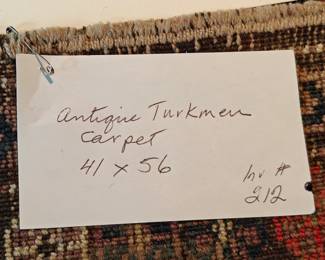 Antique Turkmen
Carpet
41 x 56
Inv #
212